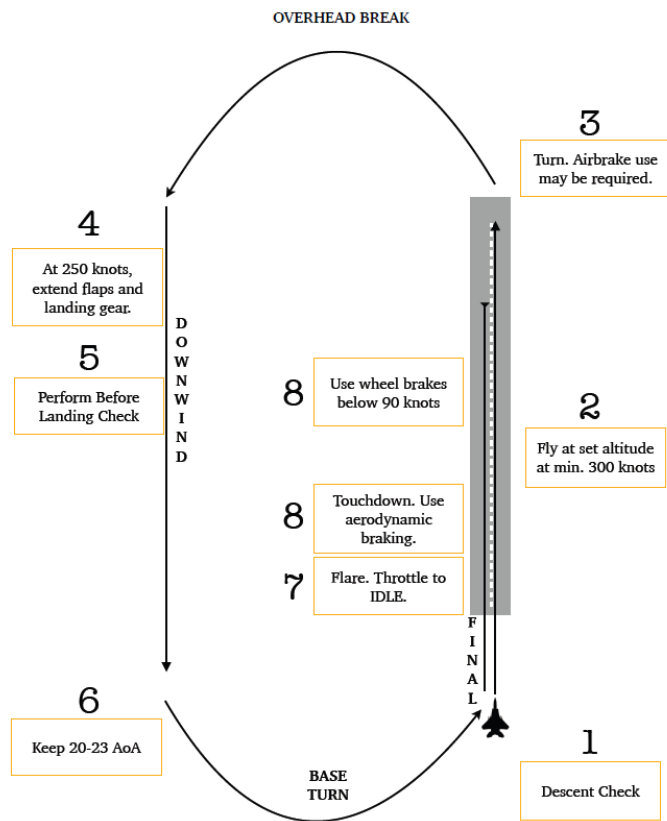 OVERHEAD BREAK
3
Turn. Airbrake use
may be required.
4
At 250 knots,
extend flaps and
landing gear.
DOWNWIND
5
Perform Before
Landing Check
8
Use wheel brakes
below 90 knots
2
Fly at set altitude
at min. 300 knots
8
Touchdown. Use
aerodynamic
braking.
7
Flare. Throttle to
IDLE.
FINAL
6
Keep 20-23 AoA
BASE
TURN
1
Descent Check